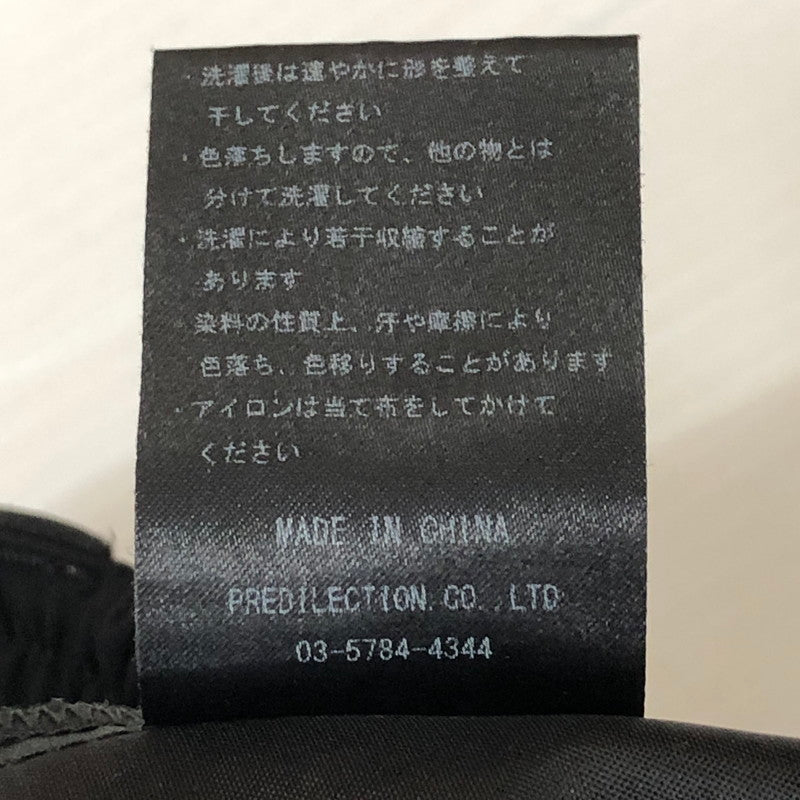 ・洗濯後は速やかに形を整えて
干してください
・色落ちしますので、他の物とは
分けて洗濯してください
・洗濯により若干収縮することが
あります
染料の性質上、汗や摩擦により
色落ち、色移りすることがあります
・アイロンは当て布をしてかけて
ください
MADE IN CHINA
PREDILECTION.CO.,LTD
03-5784-4344